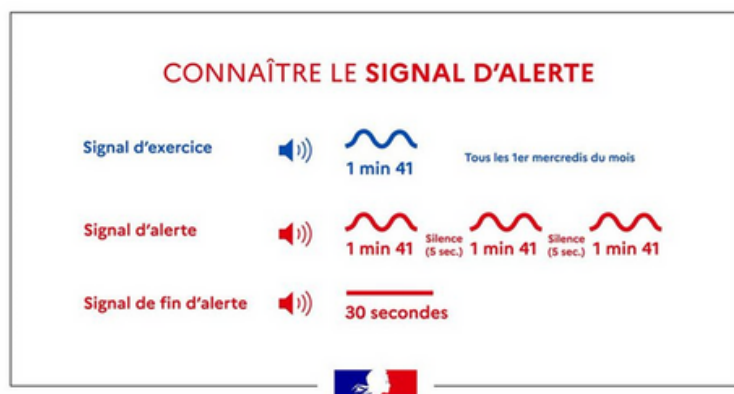 CONNAÎTRE LE SIGNAL D'ALERTE
Signal d'exercice
1 min 41
Tous les 1er mercredis du mois
Signal d'alerte
1 min 41
Silence
(5 sec.)
1 min 41
Silence
(5 sec.)
1 min 41
Signal de fin d'alerte
30 secondes